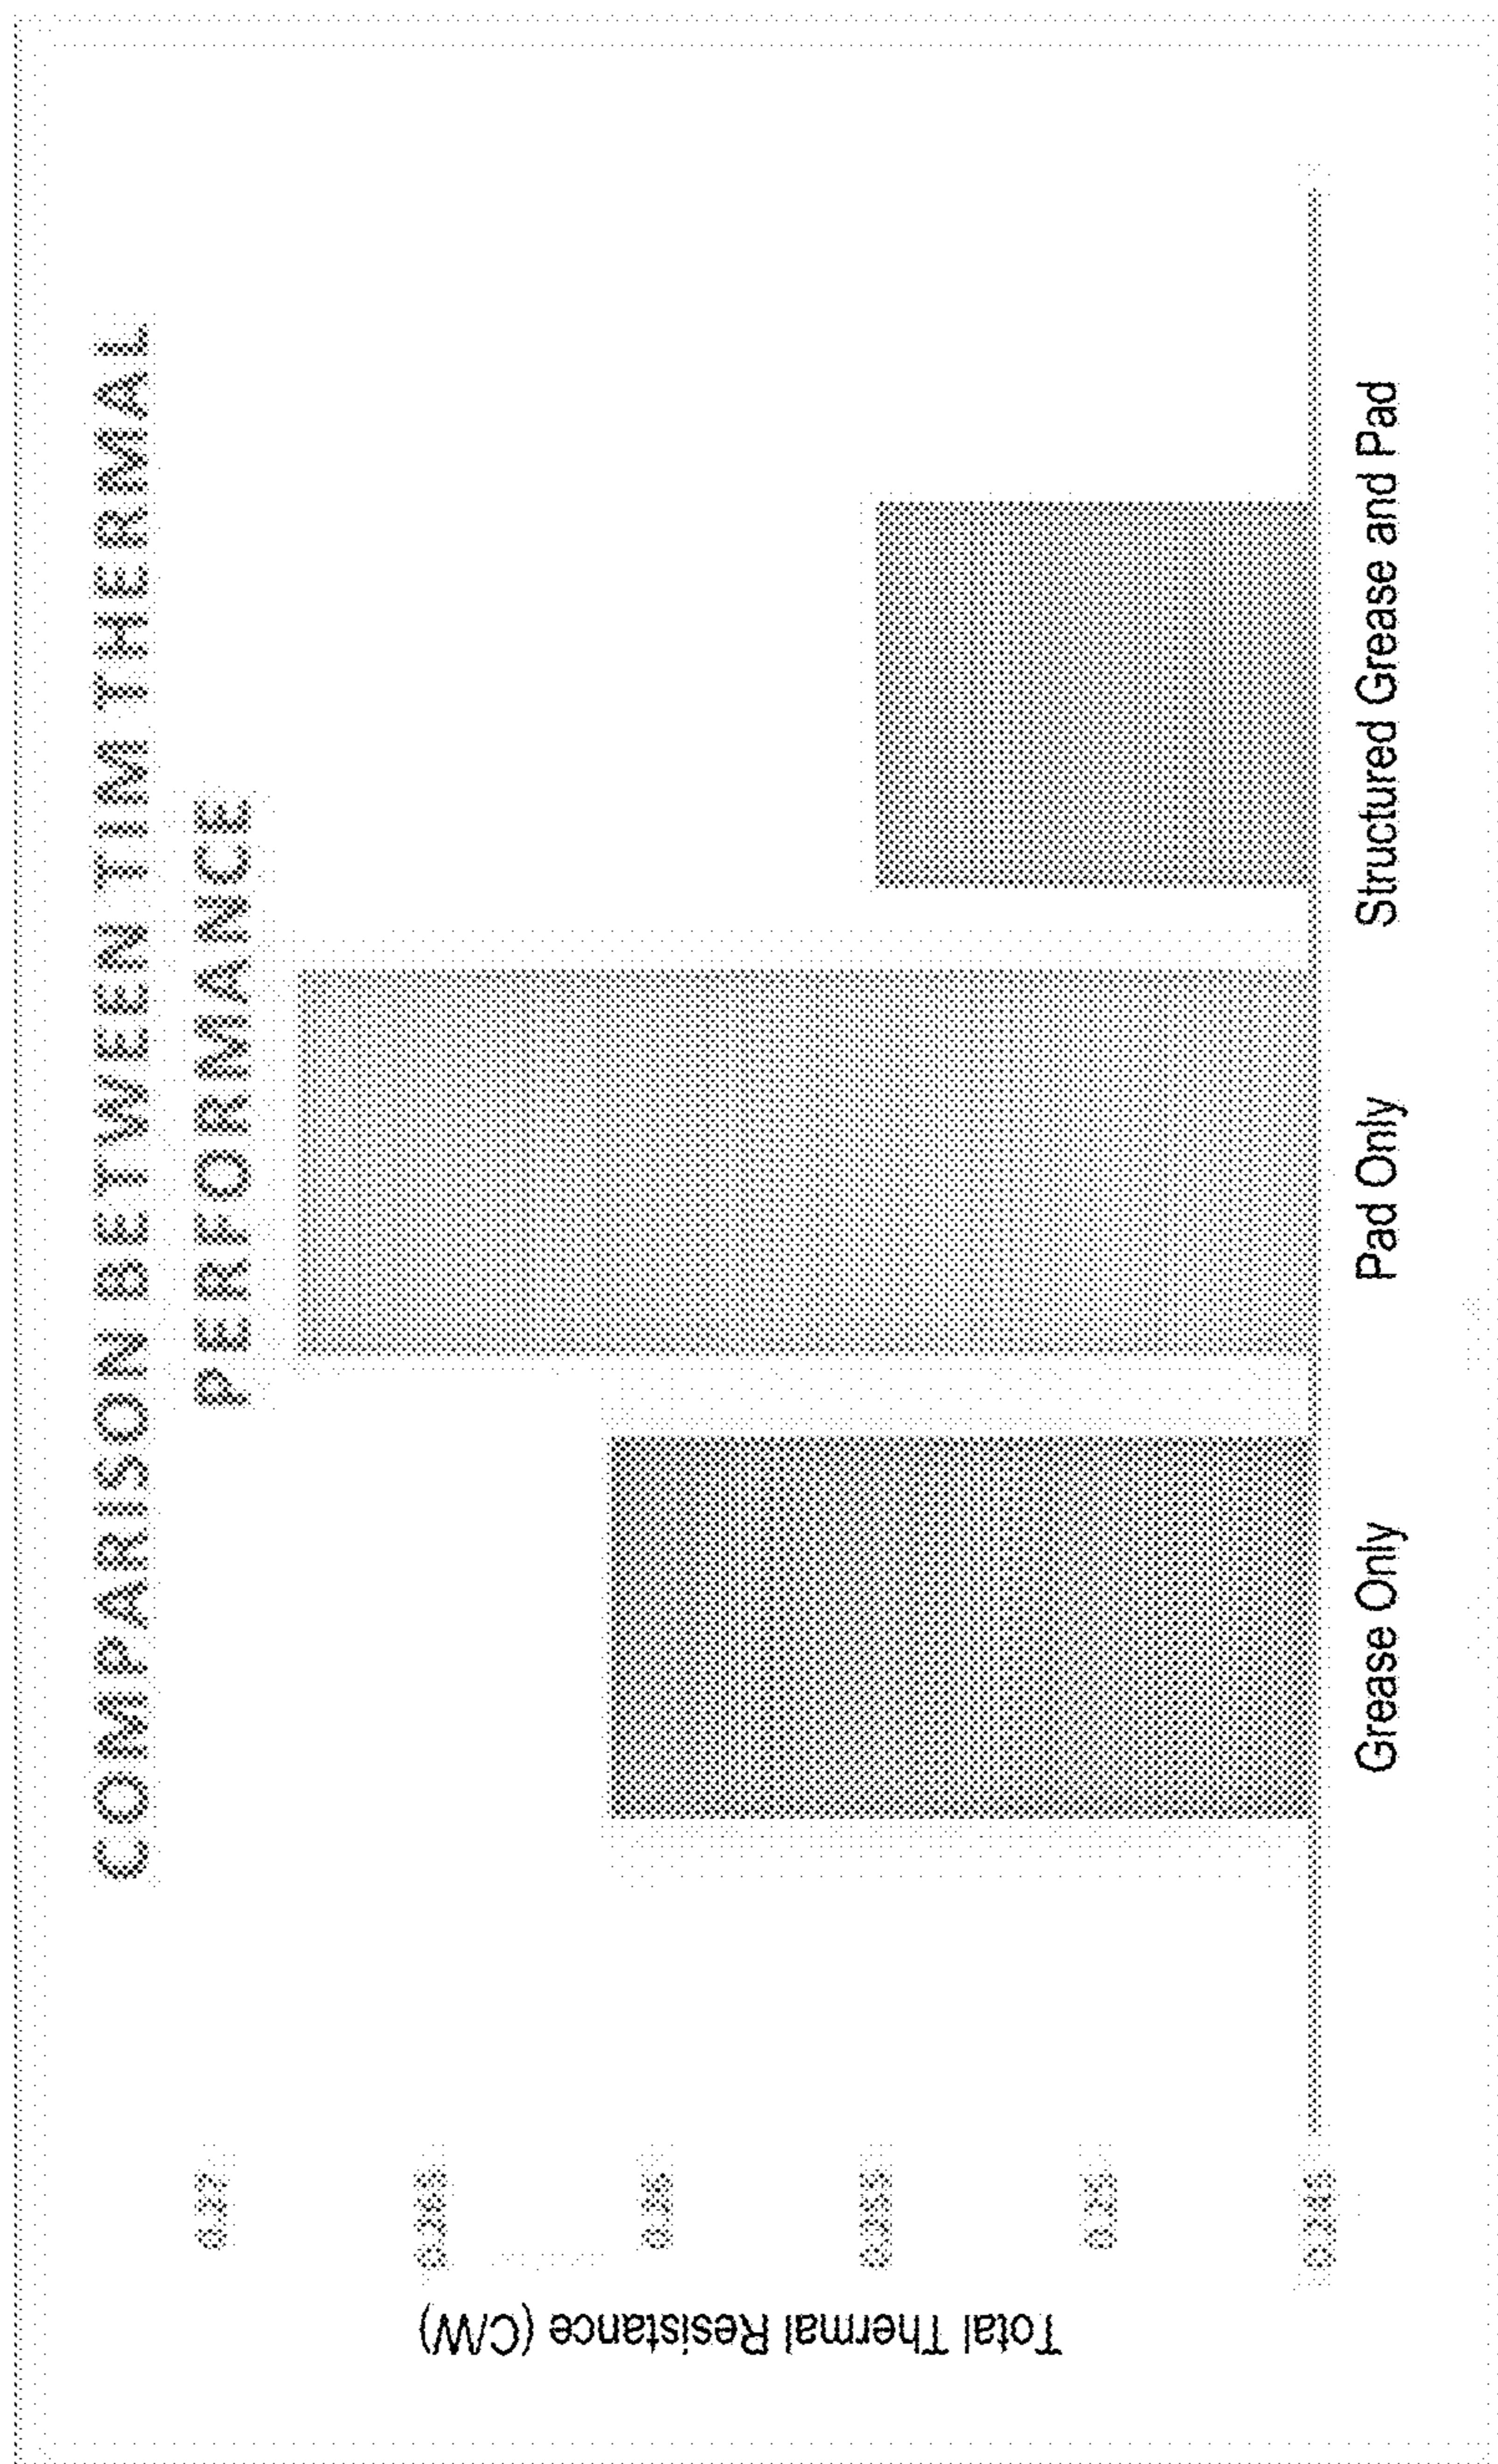 COMPARISON BETWEEN TIM THERMAL
PERFORMANCE
Total Thermal Resistance (C/W)
Grease Only
Pad Only
Structured Grease and Pad